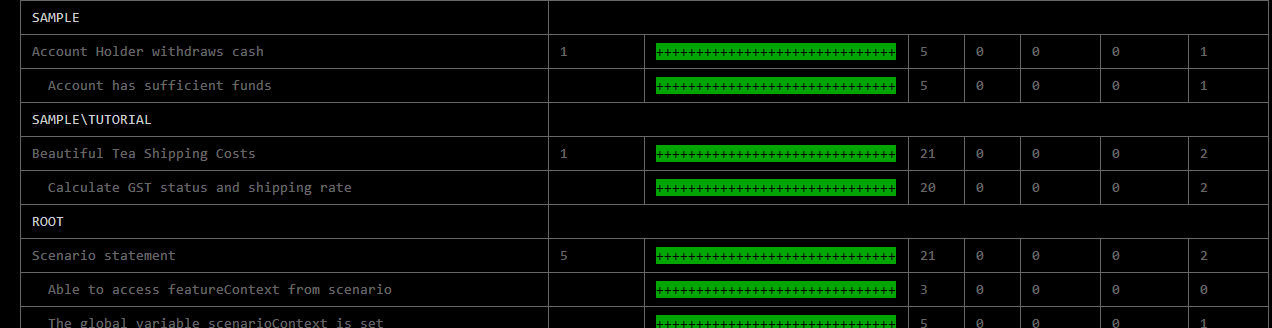 SAMPLE
Account Holder withdraws cash 1 ++++++++++++++++++++++++++++++ 5 0 0 0 1
Account has sufficient funds ++++++++++++++++++++++++++++++ 5 0 0 0 1
SAMPLE\TUTORIAL
Beautiful Tea Shipping Costs 1 ++++++++++++++++++++++++++++++ 21 0 0 0 2
Calculate GST status and shipping rate ++++++++++++++++++++++++++++++ 20 0 0 0 2
ROOT
Scenario statement 5 ++++++++++++++++++++++++++++++ 21 0 0 0 2
Able to access featureContext from scenario ++++++++++++++++++++++++++++++ 3 0 0 0 0
The global variable scenarioContext is set ++++++++++++++++++++++++++++++ 5 0 0 0 1